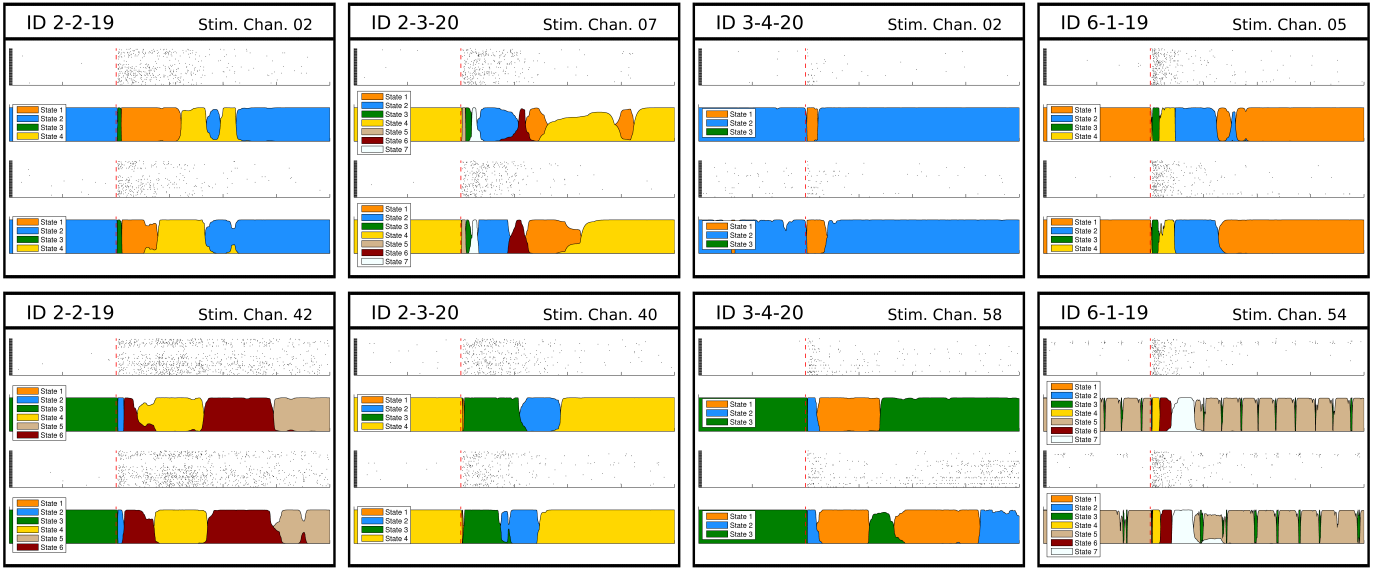 ID 2-2-19 Stim. Chan. 02
State 1
State 2
State 3
State 4
State 1
State 2
State 3
State 4
ID 2-3-20 Stim. Chan. 07
State 1
State 2
State 3
State 4
State 5
State 6
State 7
State 1
State 2
State 3
State 4
State 5
State 6
State 7
ID 3-4-20 Stim. Chan. 02
State 1
State 2
State 3
State 1
State 2
State 3
ID 6-1-19 Stim. Chan. 05
State 1
State 2
State 3
State 4
State 1
State 2
State 3
State 4
ID 2-2-19 Stim. Chan. 42
State 1
State 2
State 3
State 4
State 5
State 6
State 1
State 2
State 3
State 4
State 5
State 6
ID 2-3-20 Stim. Chan. 40
State 1
State 2
State 3
State 4
State 1
State 2
State 3
State 4
ID 3-4-20 Stim. Chan. 58
State 1
State 2
State 3
State 1
State 2
State 3
ID 6-1-19 Stim. Chan. 54
State 1
State 2
State 3
State 4
State 5
State 6
State 7
State 1
State 2
State 3
State 4
State 5
State 6
State 7